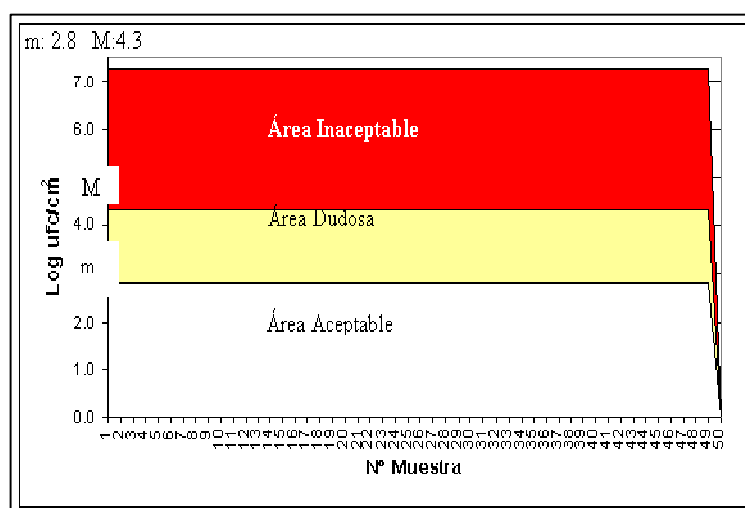 m: 2.8 M:4.3
7.0
6.0
M
4.0
m
2.0
1.0
0.0
Log ufc/cm²
Área Inaceptable
Área Dudosa
Área Aceptable
1 2 3 4 5 6 7 8 9 10 11 12 13 14 15 16 17 18 19 20 21 22 23 24 25 26 27 28 29 30 31 32 33 34 35 36 37 38 39 40 41 42 43 44 45 46 47 48 49 50
Nº Muestra